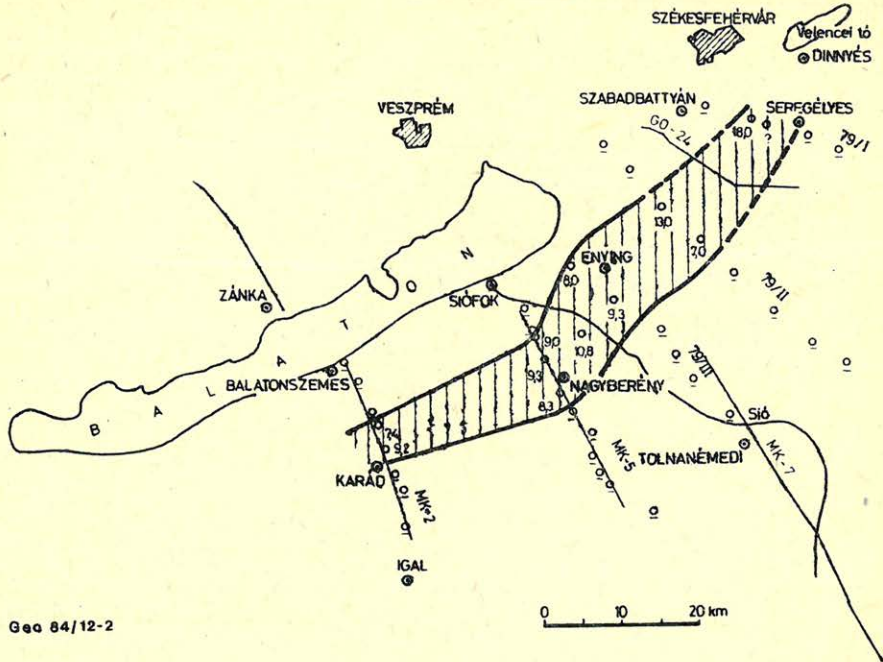 SZÉKESFEHÉRVÁR
Velencei tó
DINNYÉS
VESZPRÉM
SZABADBATTYÁN
SEREGÉLYES
GO-24
18,0
?
79/I
13,0
7,0
ENYING
8,0
79/II
ZÁNKA
SIÓFOK
9,3
BALATON
9,0
10,8
79/III
BALATONSZEMES
9,3
NAGYBERÉNY
8,3
Sió
7,4
9,2
MK-5
TOLNANÉMEDI
MK-7
KARÁD
MK-2
IGAL
0 10 20 km
Geo 84/12-2